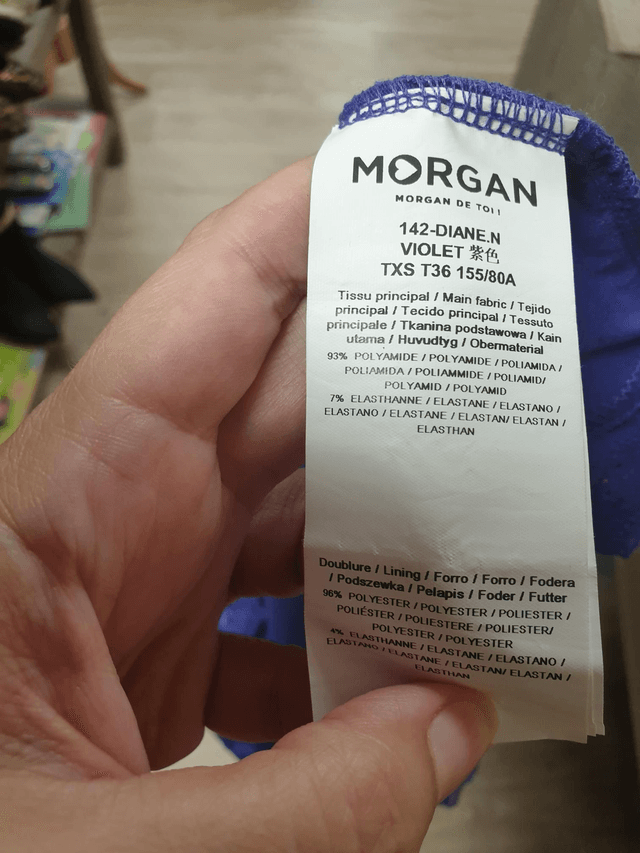 MORGAN
MORGAN DE TOI !
142-DIANE.N
VIOLET 紫色
TXS T36 155/80A
Tissu principal / Main fabric / Tejido
principal / Tecido principal / Tessuto
principale / Tkanina podstawowa / Kain
utama / Huvudtyg / Obermaterial
93% POLYAMIDE / POLYAMIDE / POLIAMIDA /
POLIAMIDA / POLIAMMIDE / POLIAMID/
POLYAMID / POLYAMID
7% ELASTHANNE / ELASTANE / ELASTANO /
ELASTANO / ELASTANE / ELASTAN/ ELASTAN /
ELASTHAN
Doublure / Lining / Forro / Forro / Fodera
/ Podszewka / Pelapis / Foder / Futter
96% POLYESTER / POLYESTER / POLIESTER /
POLIÉSTER / POLIESTERE / POLIESTER/
POLYESTER / POLYESTER
4% ELASTHANNE / ELASTANE / ELASTANO /
ELASTANO / ELASTANE / ELASTAN/ ELASTAN /
ELASTHAN